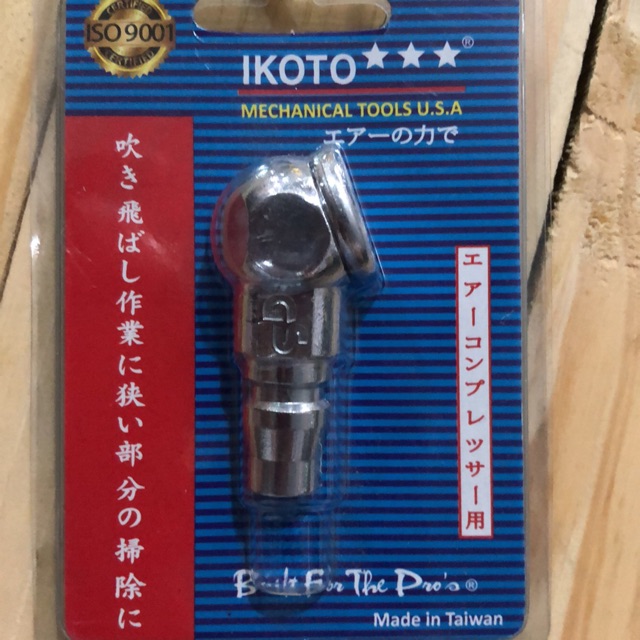 CERTIFIED
ISO 9001
CERTIFIED
IKOTO★★★®
MECHANICAL TOOLS U.S.A
エアーの力で
吹き飛ばし作業に狭い部分の掃除に
エアーコンプレッサー用
Built For The Pro's®
Made in Taiwan